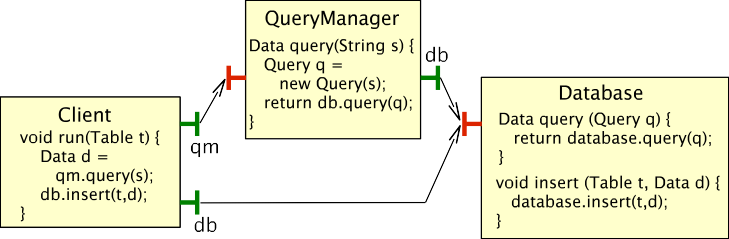 QueryManager
Data query(String s) {
Query q =
new Query(s);
return db.query(q);
}
db
Client
void run(Table t) {
Data d =
qm.query(s);
db.insert(t,d);
}
qm
db
Database
Data query (Query q) {
return database.query(q);
}
void insert (Table t, Data d) {
database.insert(t,d);
}